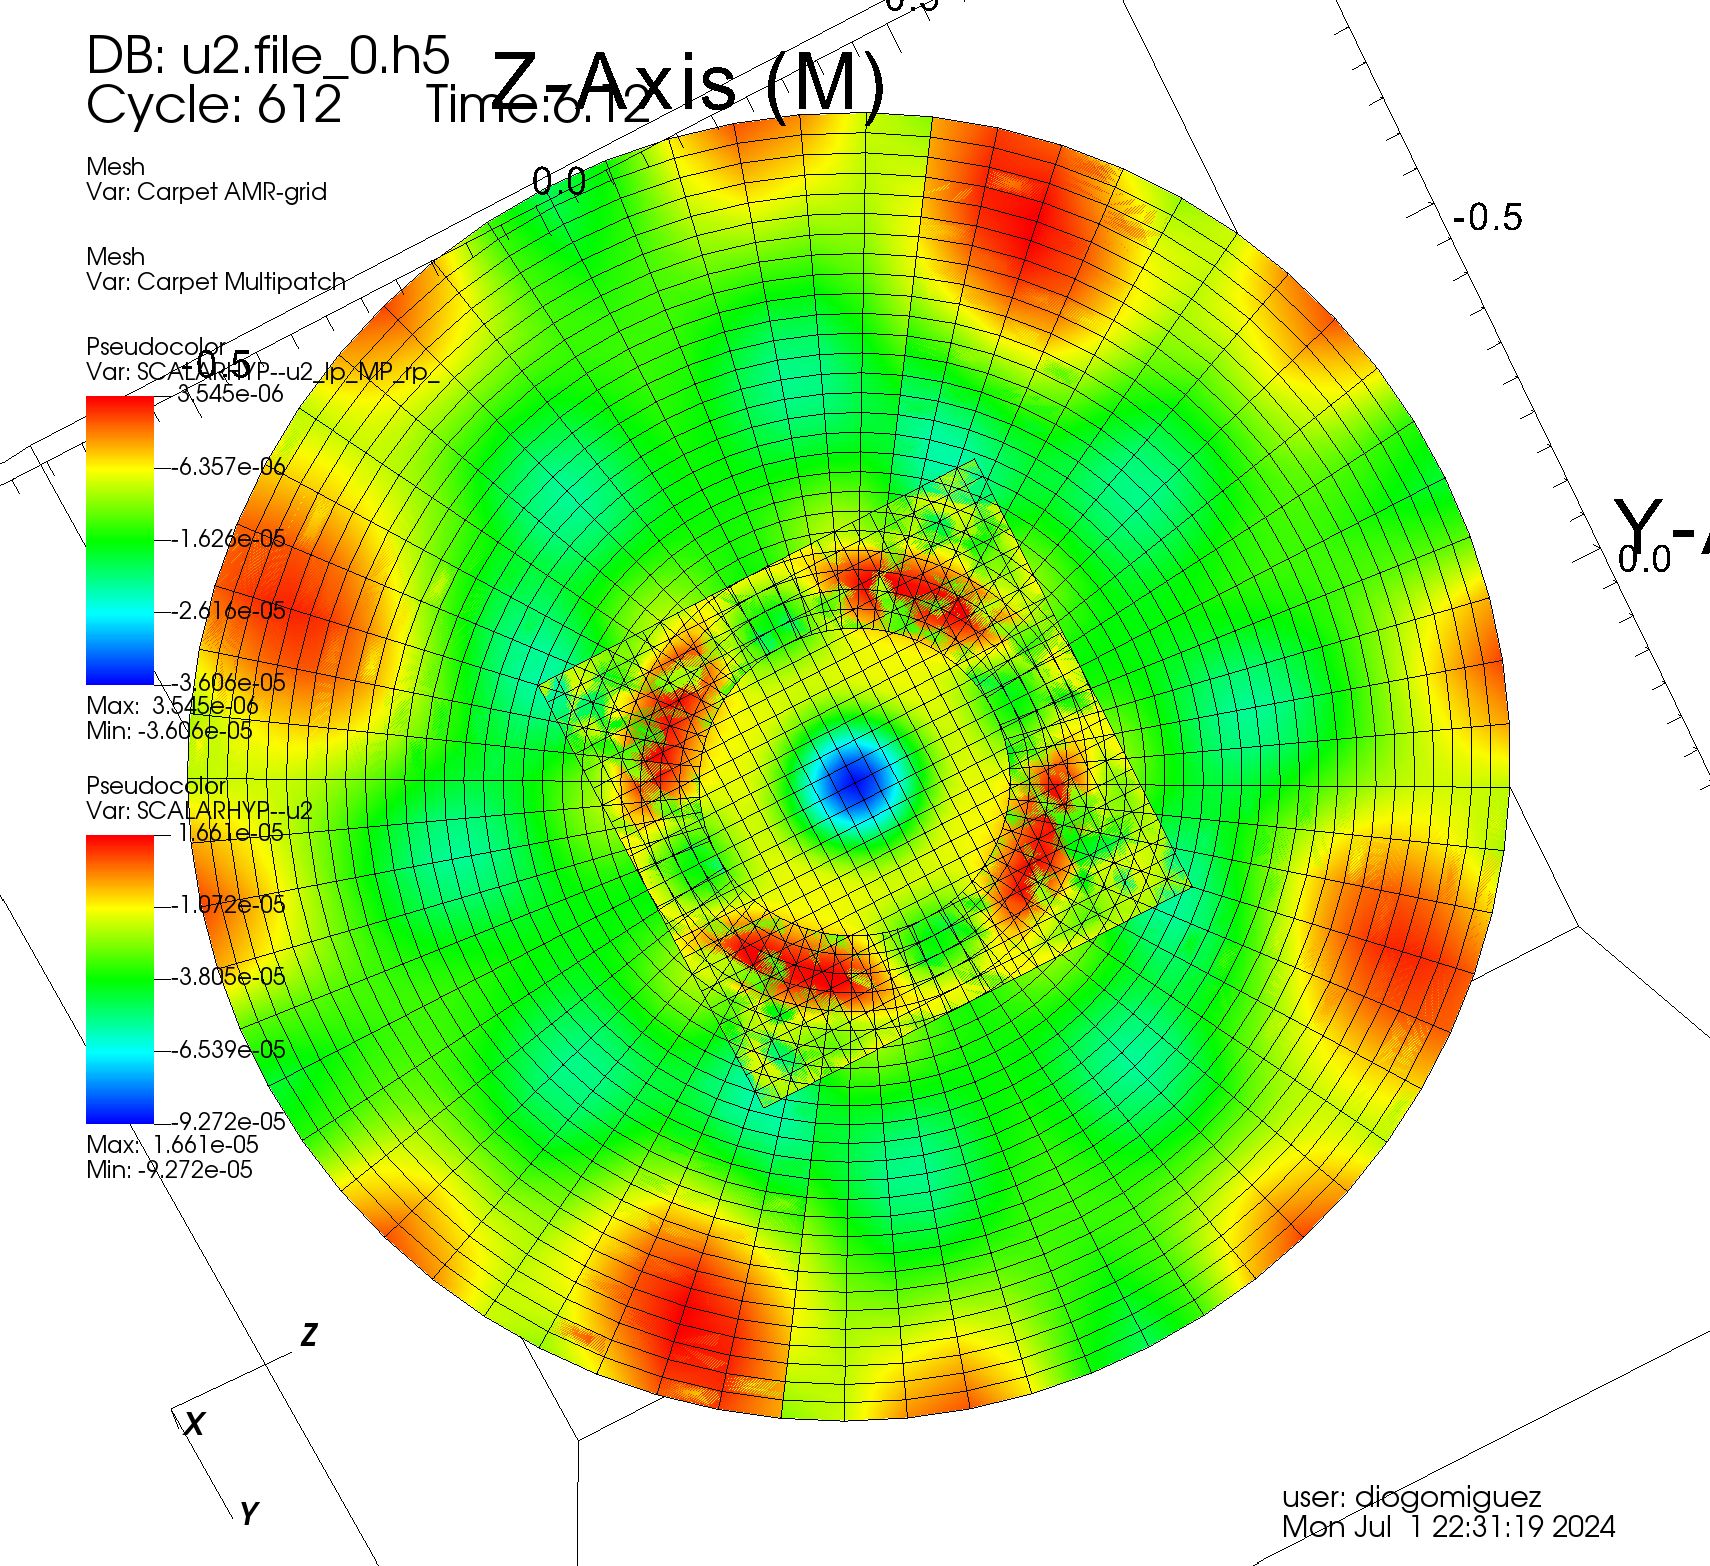 0.5
DB: u2.file_0.h5
Z-Axis (M)
Cycle: 612 Time:6.12
Mesh
Var: Carpet AMR-grid
0.0
-0.5
Mesh
Var: Carpet Multipatch
Pseudocolor
-0.5
Var: SCALARHYP--u2_lp_MP_rp_
3.545e-06
-6.357e-06
-1.626e-05
-2.616e-05
-3.606e-05
Max: 3.545e-06
Min: -3.606e-05
Y-A
0.0
Pseudocolor
Var: SCALARHYP--u2
1.661e-05
-1.072e-05
-3.805e-05
-6.539e-05
-9.272e-05
Max: 1.661e-05
Min: -9.272e-05
Z
X
Y
user: diogomiguez
Mon Jul 1 22:31:19 2024